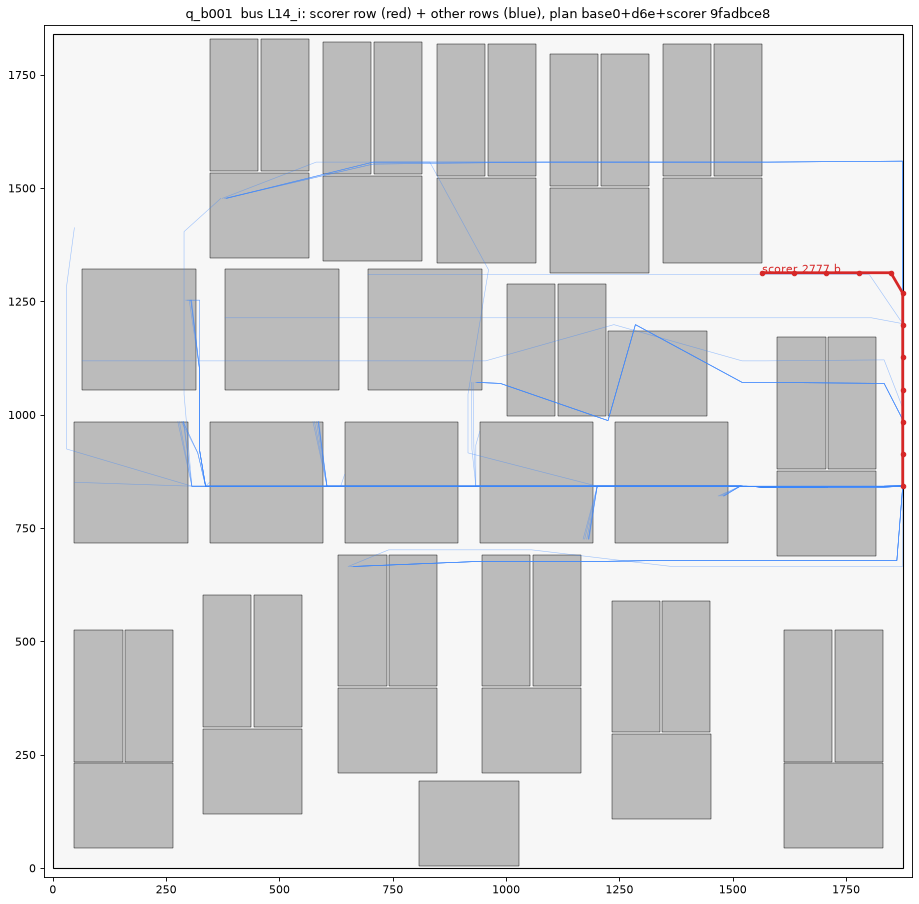 q_b001  bus L14_i: scorer row (red) + other rows (blue), plan base0+d6e+scorer 9fadbce8
1750
1500
scorer 2777 b
1250
1000
750
500
250
0
0 250 500 750 1000 1250 1500 1750